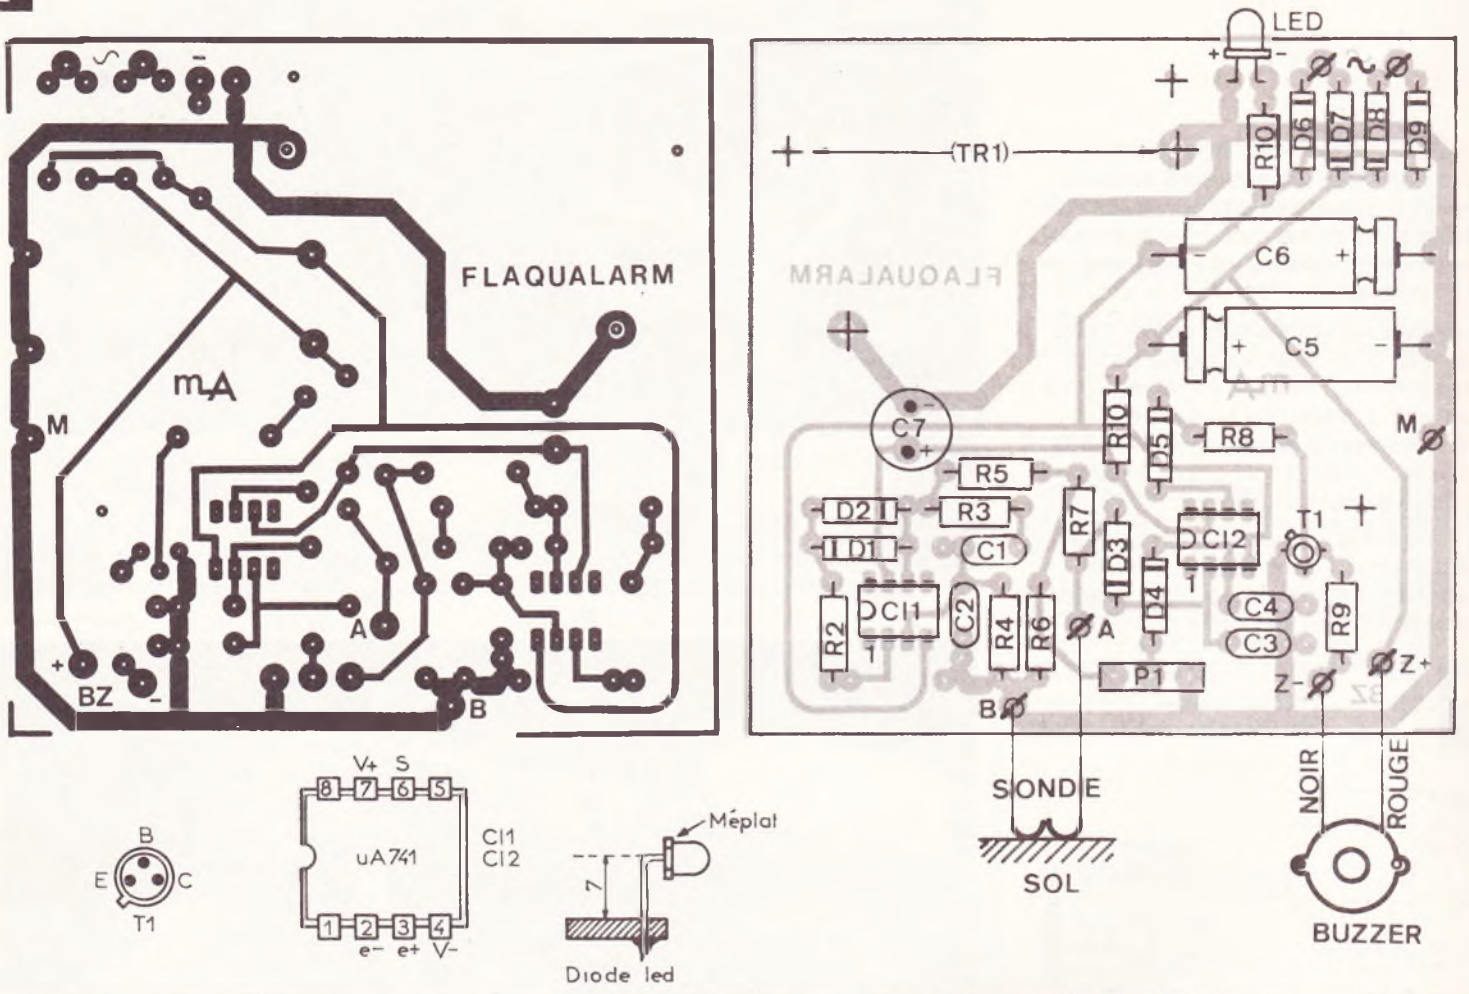 ∿
-
FLAQUALARM
mA
M
A
+
BZ
-
B
LED
+
-
∿
(TR1)
R10
D6
D7
D8
D9
-
C6
+
FLAQUALARM
+
C5
-
mA
-
C7
+
R10
D5
R8
M
R5
D2
R3
R7
T1
D1
C1
D3
CI2
1
D4
CI1
1
R2
C2
R4
R6
A
C4
C3
R9
P1
Z-
Z+
B
BZ
SONDE
SOL
NOIR
ROUGE
BUZZER
B
E
C
T1
V+ S
8 7 6 5
uA741
CI1
CI2
1 2 3 4
e- e+ V-
Méplat
7
Diode led